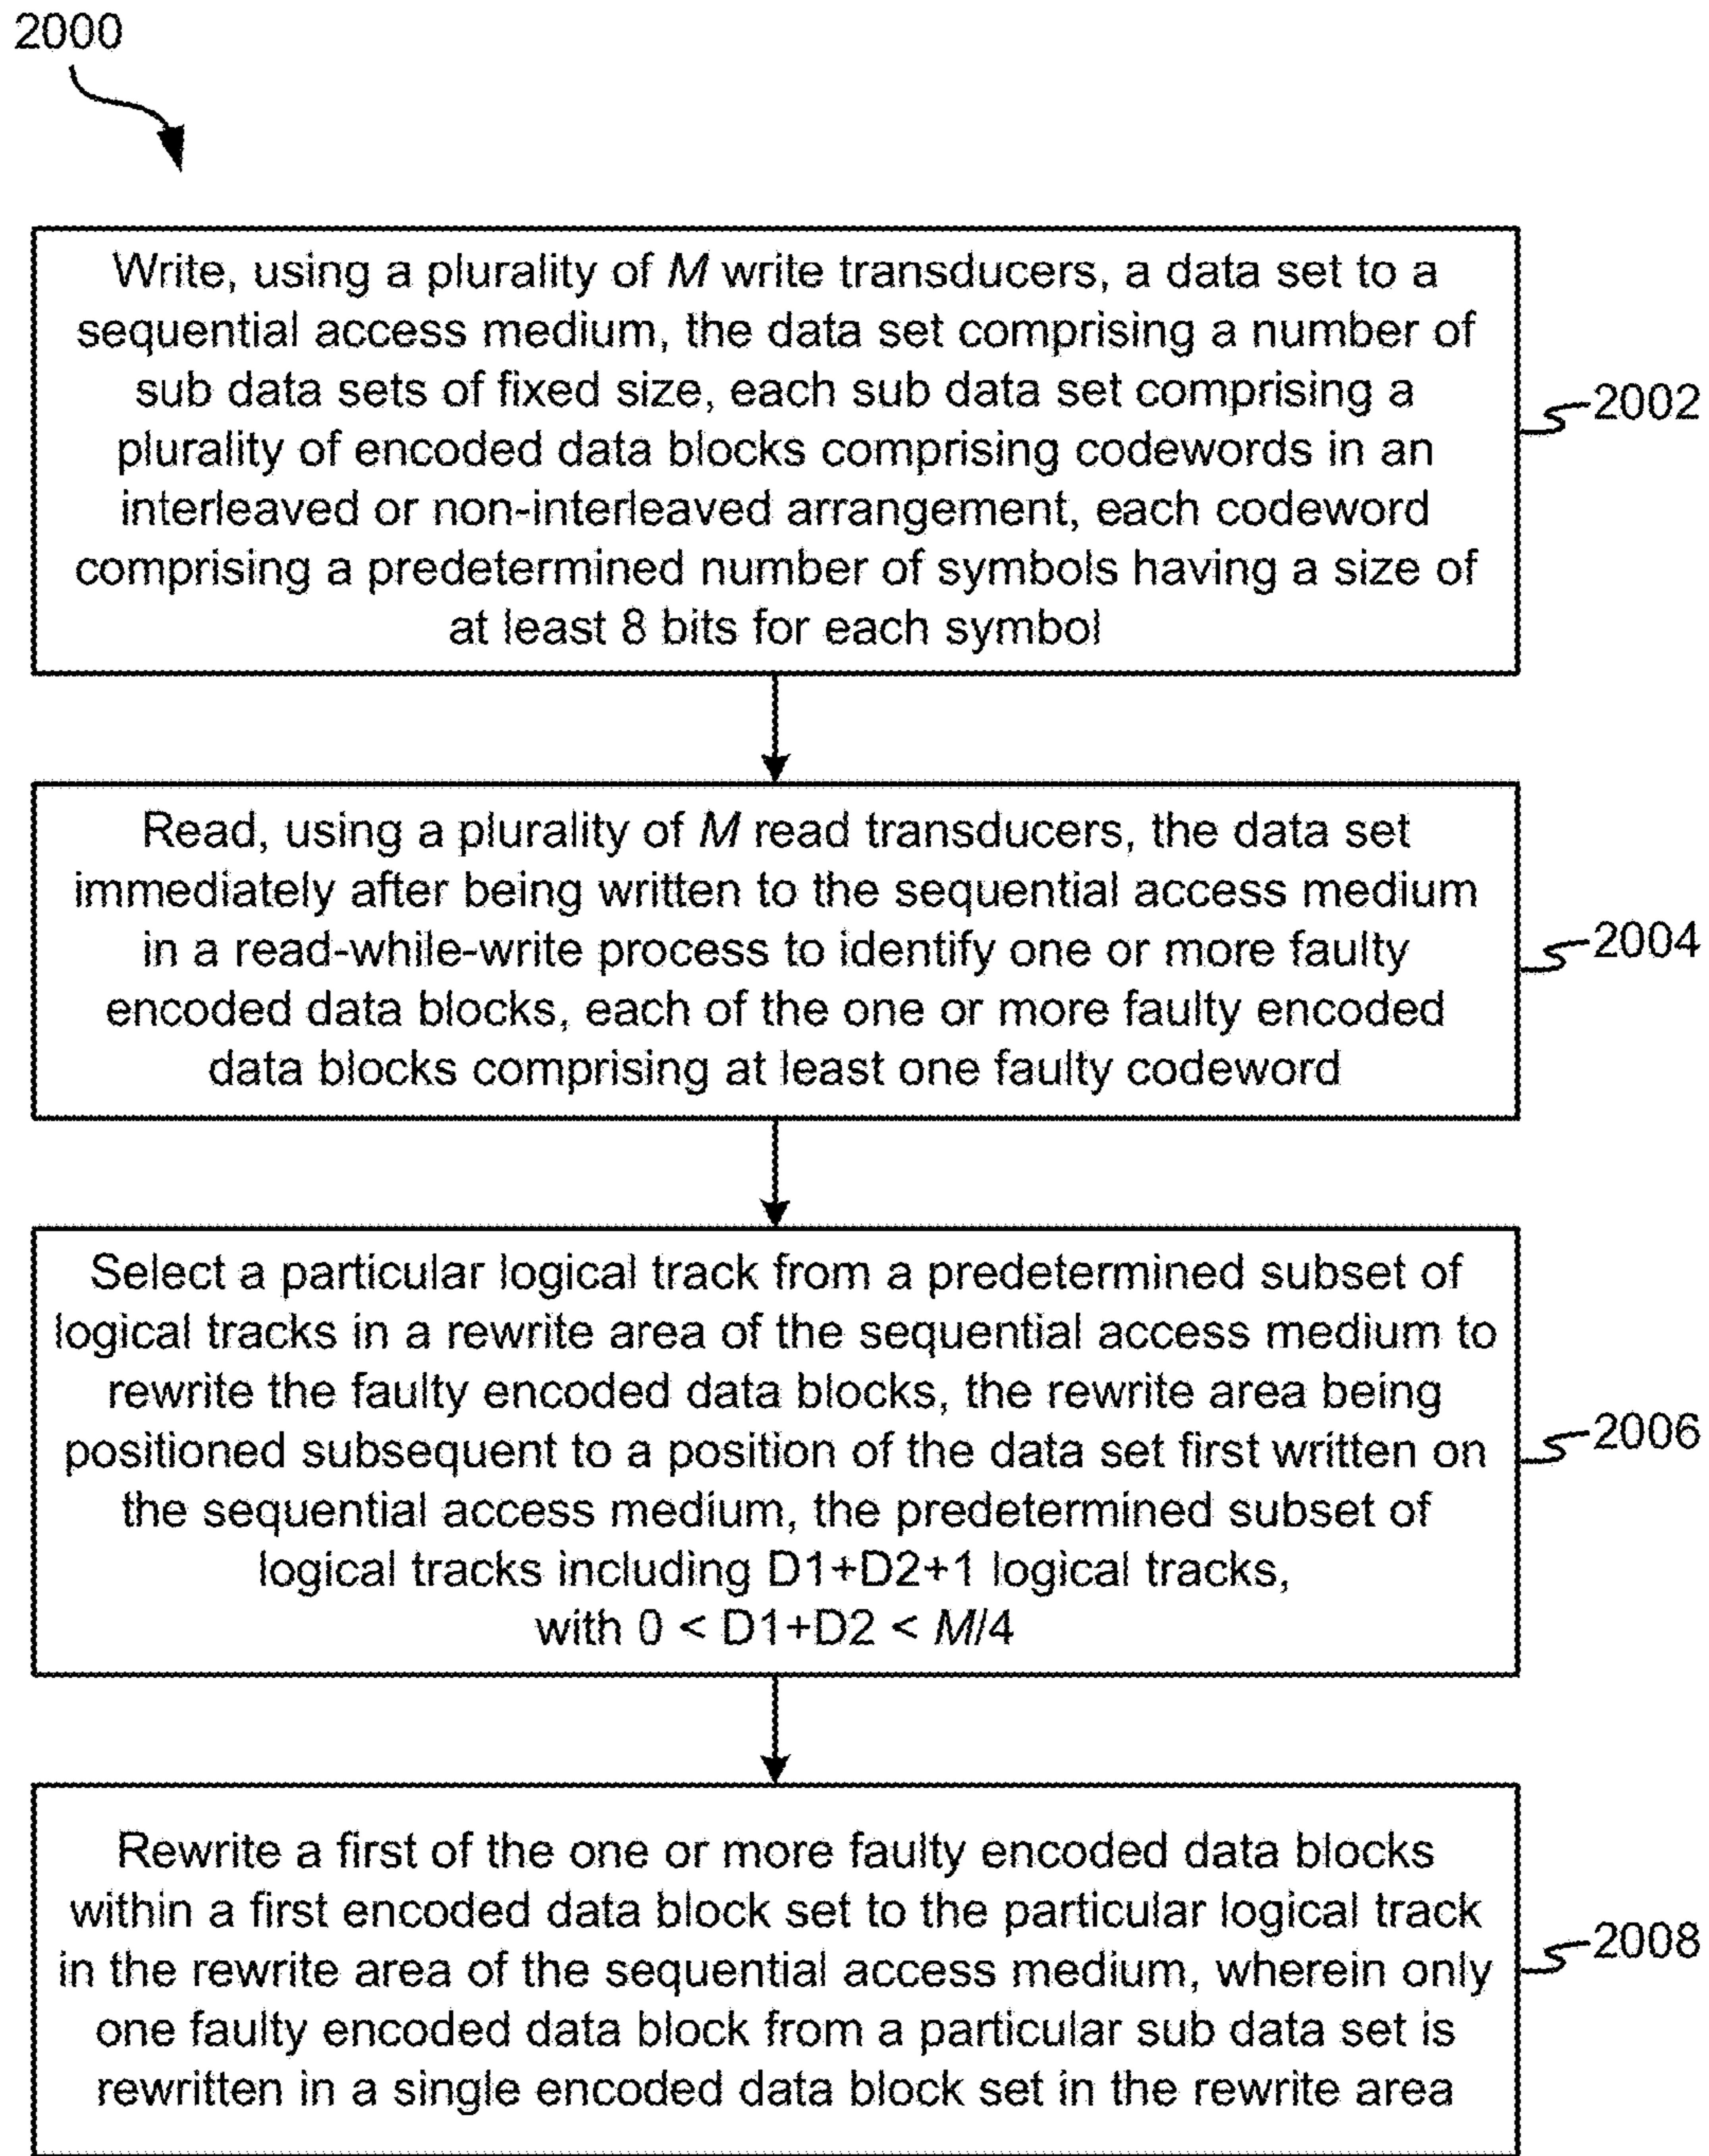 2000
Write, using a plurality of M write transducers, a data set to a
sequential access medium, the data set comprising a number of
sub data sets of fixed size, each sub data set comprising a
plurality of encoded data blocks comprising codewords in an
interleaved or non-interleaved arrangement, each codeword
comprising a predetermined number of symbols having a size of
at least 8 bits for each symbol
2002
Read, using a plurality of M read transducers, the data set
immediately after being written to the sequential access medium
in a read-while-write process to identify one or more faulty
encoded data blocks, each of the one or more faulty encoded
data blocks comprising at least one faulty codeword
2004
Select a particular logical track from a predetermined subset of
logical tracks in a rewrite area of the sequential access medium to
rewrite the faulty encoded data blocks, the rewrite area being
positioned subsequent to a position of the data set first written on
the sequential access medium, the predetermined subset of
logical tracks including D1+D2+1 logical tracks,
with 0 < D1+D2 < M/4
2006
Rewrite a first of the one or more faulty encoded data blocks
within a first encoded data block set to the particular logical track
in the rewrite area of the sequential access medium, wherein only
one faulty encoded data block from a particular sub data set is
rewritten in a single encoded data block set in the rewrite area
2008